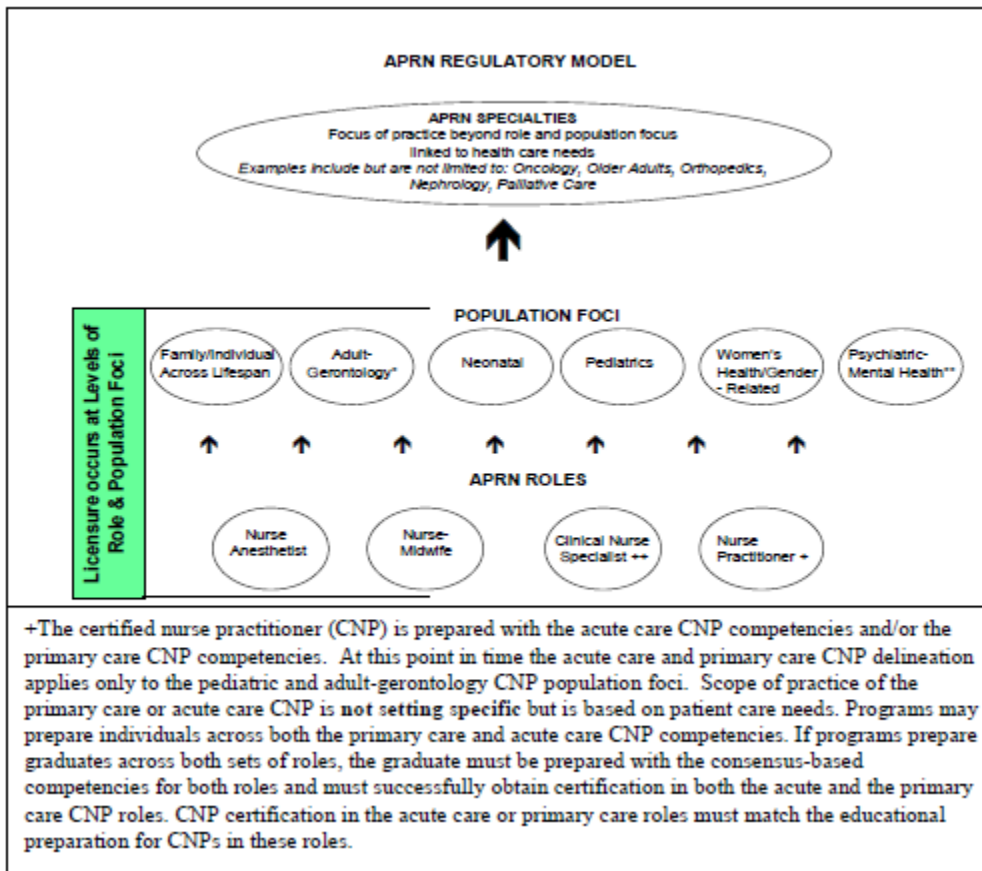 APRN REGULATORY MODEL
APRN SPECIALTIES
Focus of practice beyond role and population focus
linked to health care needs
Examples include but are not limited to: Oncology, Older Adults, Orthopedics,
Nephrology, Palliative Care
Licensure occurs at Levels of
Role & Population Foci
POPULATION FOCI
Family/Individual
Across Lifespan
Adult-
Gerontology*
Neonatal
Pediatrics
Women's
Health/Gender
- Related
Psychiatric-
Mental Health**
APRN ROLES
Nurse
Anesthetist
Nurse-
Midwife
Clinical Nurse
Specialist ++
Nurse
Practitioner +
+The certified nurse practitioner (CNP) is prepared with the acute care CNP competencies and/or the
primary care CNP competencies. At this point in time the acute care and primary care CNP delineation
applies only to the pediatric and adult-gerontology CNP population foci. Scope of practice of the
primary care or acute care CNP is not setting specific but is based on patient care needs. Programs may
prepare individuals across both the primary care and acute care CNP competencies. If programs prepare
graduates across both sets of roles, the graduate must be prepared with the consensus-based
competencies for both roles and must successfully obtain certification in both the acute and the primary
care CNP roles. CNP certification in the acute care or primary care roles must match the educational
preparation for CNPs in these roles.